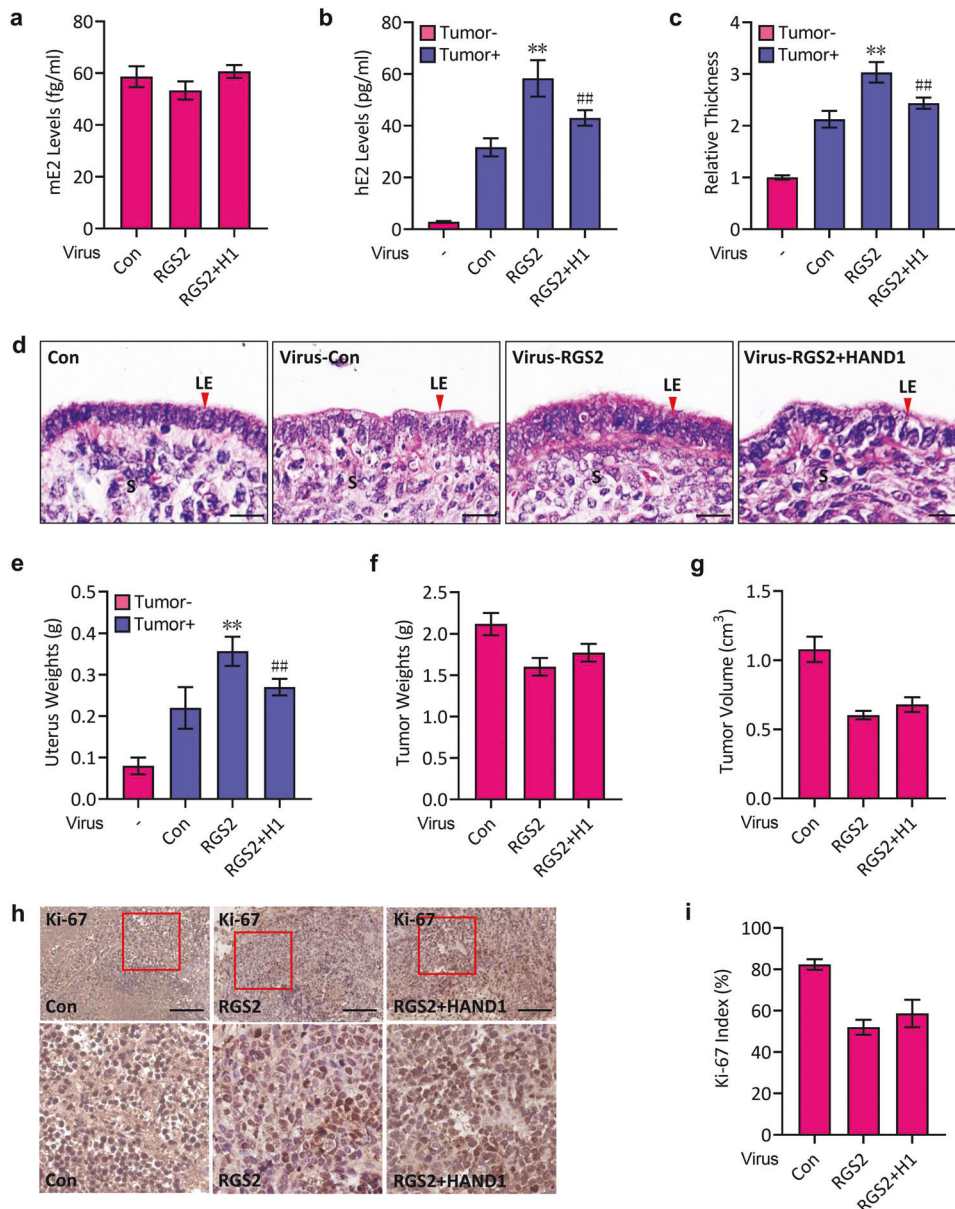 a
mE2 Levels (fg/ml)
80
60
40
20
0
Virus
Con
RGS2
RGS2+H1
b
hE2 Levels (pg/ml)
80
60
40
20
0
Tumor-
Tumor+
**
##
Virus
-
Con
RGS2
RGS2+H1
c
Relative Thickness
4
3
2
1
0
Tumor-
Tumor+
**
##
Virus
-
Con
RGS2
RGS2+H1
d
Con
LE
S
Virus-Con
LE
S
Virus-RGS2
LE
S
Virus-RGS2+HAND1
LE
S
e
Uterus Weights (g)
0.5
0.4
0.3
0.2
0.1
0.0
Tumor-
Tumor+
**
##
Virus
-
Con
RGS2
RGS2+H1
f
Tumor Weights (g)
2.5
2.0
1.5
1.0
0.5
0.0
Virus
Con
RGS2
RGS2+H1
g
Tumor Volume (cm³)
1.5
1.0
0.5
0.0
Virus
Con
RGS2
RGS2+H1
h
Ki-67
Con
Ki-67
RGS2
Ki-67
RGS2+HAND1
Con
RGS2
RGS2+HAND1
i
Ki-67 Index (%)
100
80
60
40
20
0
Virus
Con
RGS2
RGS2+H1